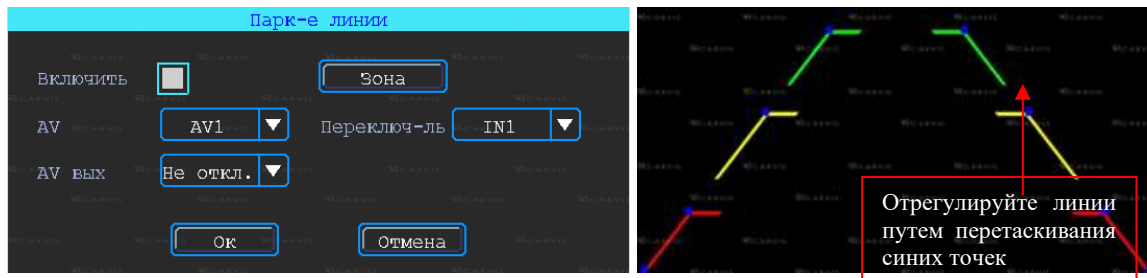 Парк-е линии
Включить Зона
AV AV1 Переключ-ль IN1
AV вых Не откл.
Ок Отмена
Отрегулируйте линии
путем перетаскивания
синих точек
CARVIS